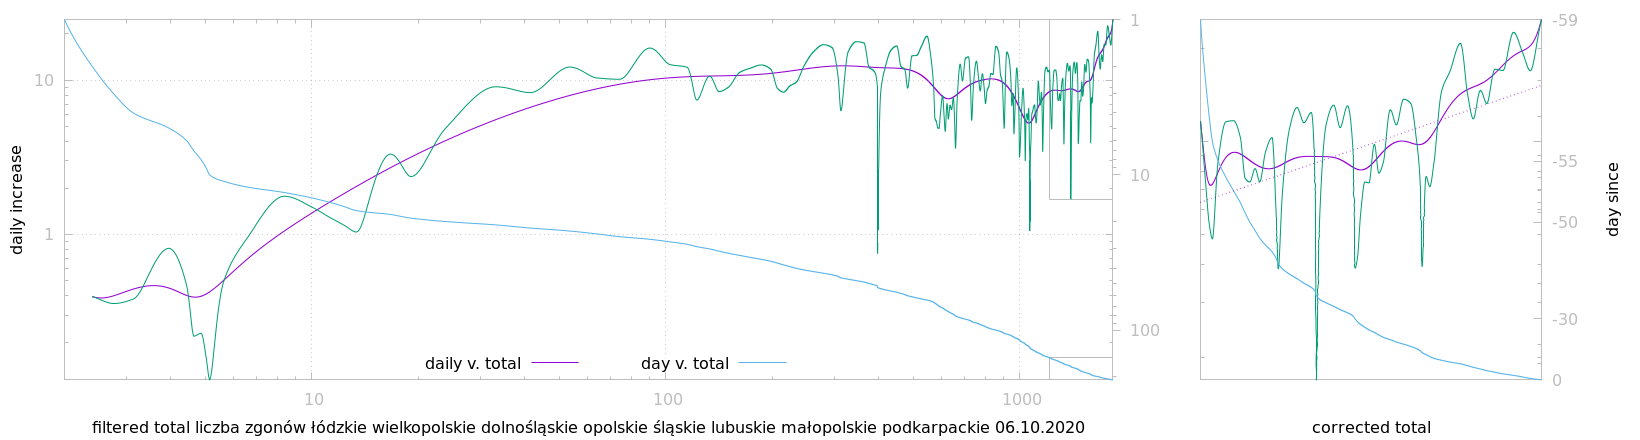 daily increase
10
1
1
10
100
daily v. total
day v. total
10
100
1000
filtered total liczba zgonów łódzkie wielkopolskie dolnośląskie opolskie śląskie lubuskie małopolskie podkarpackie 06.10.2020
-59
-55
-50
-30
0
day since
corrected total